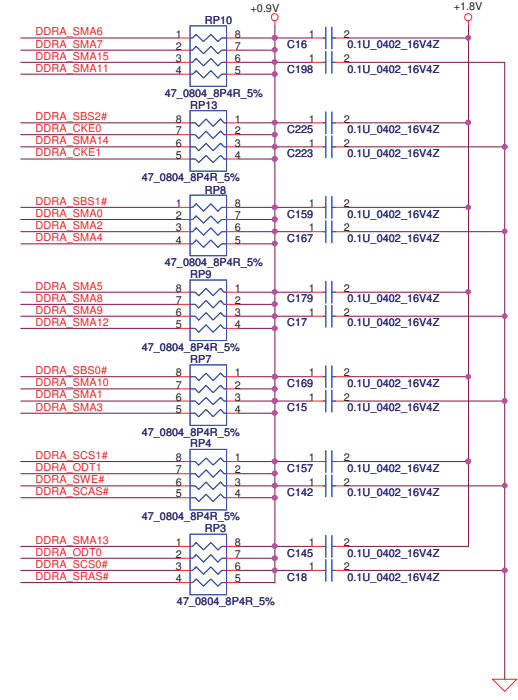 +0.9V +1.8V
RP10
DDRA_SMA6 1 8 1 2
DDRA_SMA7 2 7 C16 0.1U_0402_16V4Z
DDRA_SMA15 3 6 1 2
DDRA_SMA11 4 5 C198 0.1U_0402_16V4Z
47_0804_8P4R_5%
RP13
DDRA_SBS2# 8 1 1 2
DDRA_CKE0 7 2 C225 0.1U_0402_16V4Z
DDRA_SMA14 6 3 1 2
DDRA_CKE1 5 4 C223 0.1U_0402_16V4Z
47_0804_8P4R_5%
RP8
DDRA_SBS1# 1 8 1 2
DDRA_SMA0 2 7 C159 0.1U_0402_16V4Z
DDRA_SMA2 3 6 1 2
DDRA_SMA4 4 5 C167 0.1U_0402_16V4Z
47_0804_8P4R_5%
RP9
DDRA_SMA5 8 1 1 2
DDRA_SMA8 7 2 C179 0.1U_0402_16V4Z
DDRA_SMA9 6 3 1 2
DDRA_SMA12 5 4 C17 0.1U_0402_16V4Z
47_0804_8P4R_5%
RP7
DDRA_SBS0# 8 1 1 2
DDRA_SMA10 7 2 C169 0.1U_0402_16V4Z
DDRA_SMA1 6 3 1 2
DDRA_SMA3 5 4 C15 0.1U_0402_16V4Z
47_0804_8P4R_5%
RP4
DDRA_SCS1# 8 1 1 2
DDRA_ODT1 7 2 C157 0.1U_0402_16V4Z
DDRA_SWE# 6 3 1 2
DDRA_SCAS# 5 4 C142 0.1U_0402_16V4Z
47_0804_8P4R_5%
RP3
DDRA_SMA13 1 8 1 2
DDRA_ODT0 2 7 C145 0.1U_0402_16V4Z
DDRA_SCS0# 3 6 1 2
DDRA_SRAS# 4 5 C18 0.1U_0402_16V4Z
47_0804_8P4R_5%